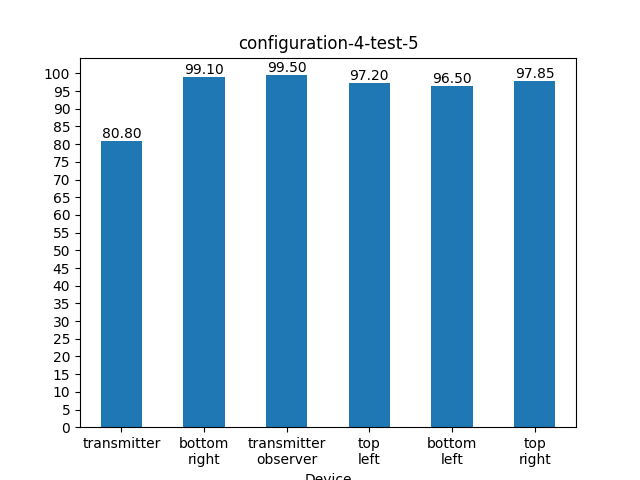 configuration-4-test-5
100
95
90
85
80
75
70
65
60
55
50
45
40
35
30
25
20
15
10
5
0
80.80
99.10
99.50
97.20
96.50
97.85
transmitter
bottom
right
transmitter
observer
top
left
bottom
left
top
right
Device